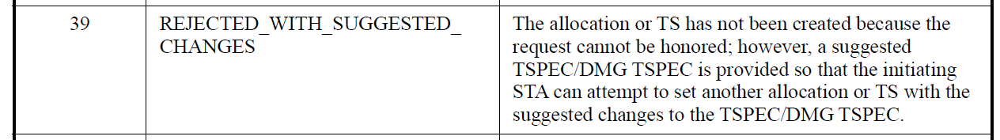 39
REJECTED_WITH_SUGGESTED_
CHANGES
The allocation or TS has not been created because the
request cannot be honored; however, a suggested
TSPEC/DMG TSPEC is provided so that the initiating
STA can attempt to set another allocation or TS with the
suggested changes to the TSPEC/DMG TSPEC.